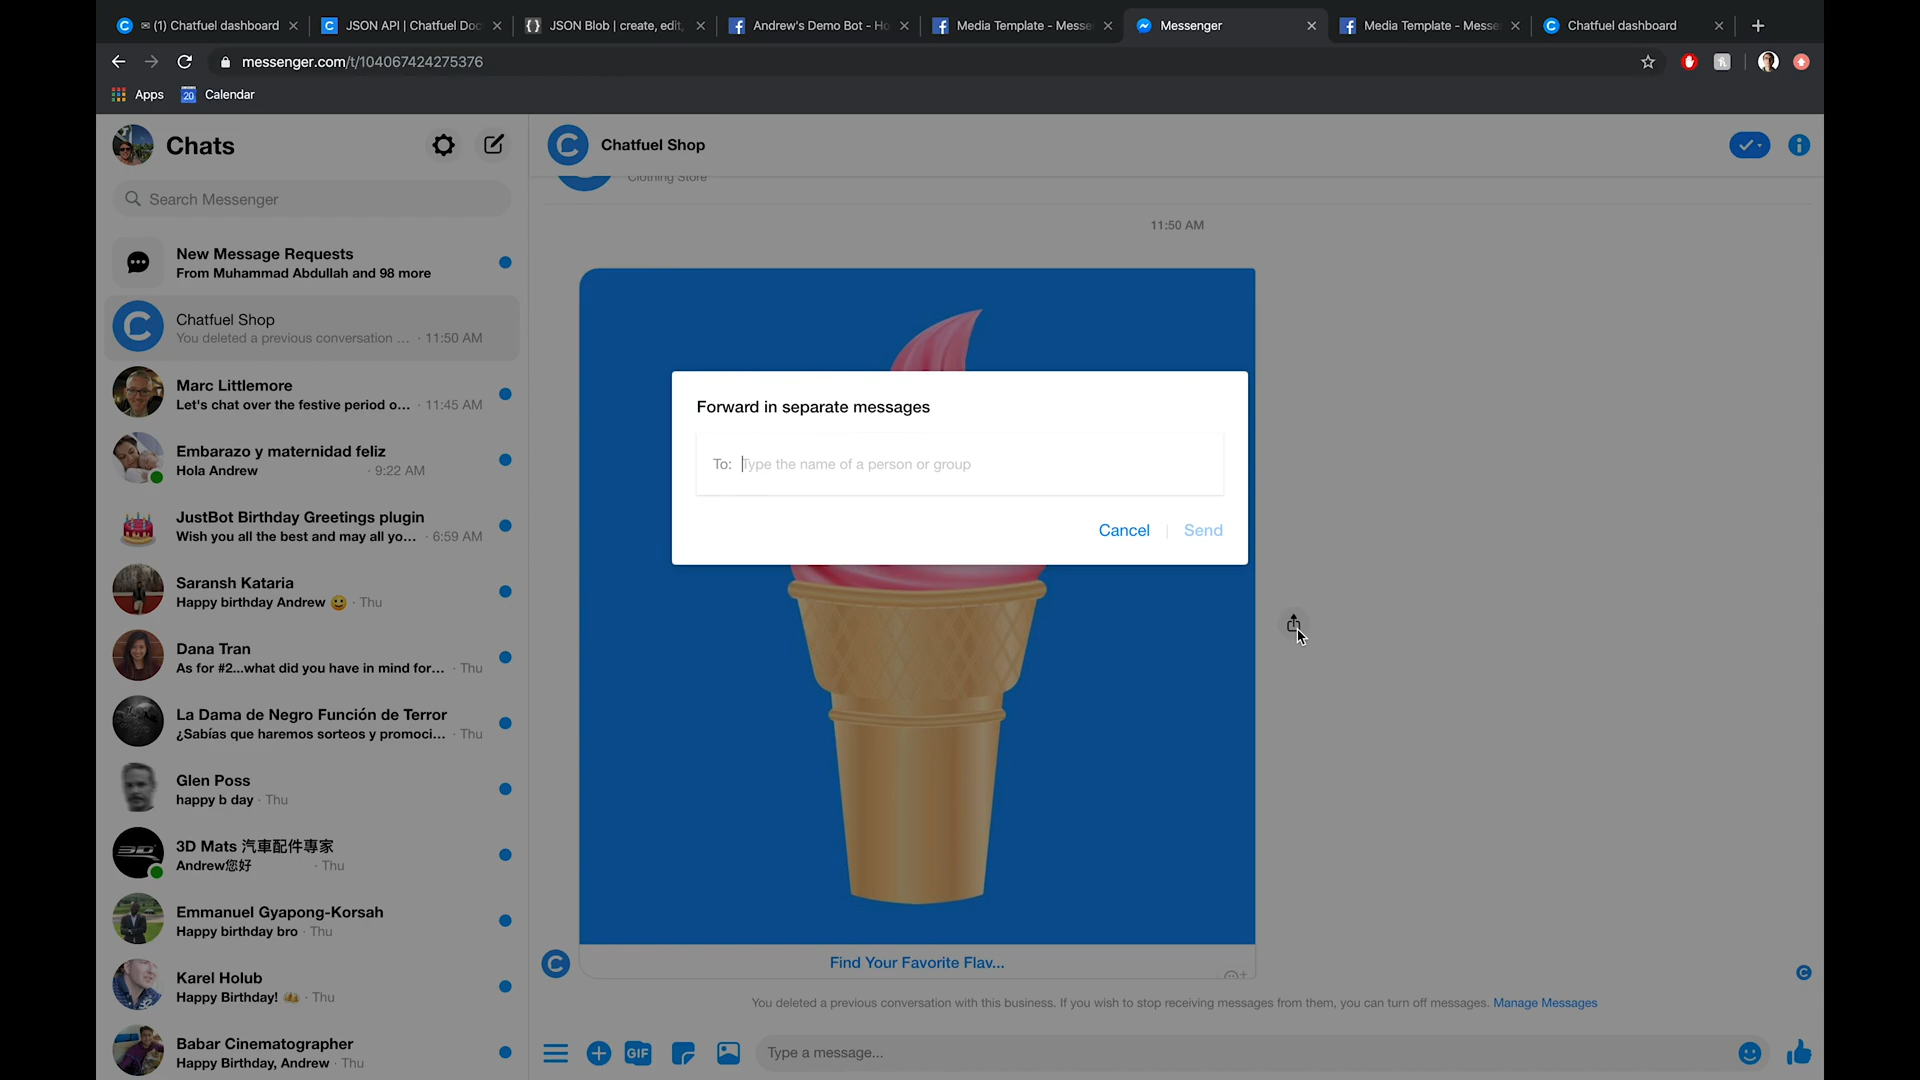 (1) Chatfuel dashboard
JSON API | Chatfuel Doc
JSON Blob | create, edit,
Andrew's Demo Bot - Ho
Media Template - Messe
Messenger
Media Template - Messe
Chatfuel dashboard
messenger.com/t/104067424275376
Apps
20 Calendar
Chats
Search Messenger
New Message Requests
From Muhammad Abdullah and 98 more
Chatfuel Shop
You deleted a previous conversation ... · 11:50 AM
Marc Littlemore
Let's chat over the festive period o... · 11:45 AM
Embarazo y maternidad feliz
Hola Andrew · 9:22 AM
JustBot Birthday Greetings plugin
Wish you all the best and may all yo... · 6:59 AM
Saransh Kataria
Happy birthday Andrew 😀 · Thu
Dana Tran
As for #2...what did you have in mind for... · Thu
La Dama de Negro Función de Terror
¿Sabías que haremos sorteos y promoci... · Thu
Glen Poss
happy b day · Thu
3D Mats 汽車配件專家
Andrew您好 · Thu
Emmanuel Gyapong-Korsah
Happy birthday bro · Thu
Karel Holub
Happy Birthday! 🍻 · Thu
Babar Cinematographer
Happy Birthday, Andrew · Thu
Chatfuel Shop
Clothing Store
11:50 AM
Forward in separate messages
To: Type the name of a person or group
Cancel | Send
Find Your Favorite Flav...
You deleted a previous conversation with this business. If you wish to stop receiving messages from them, you can turn off messages. Manage Messages
GIF
Type a message...